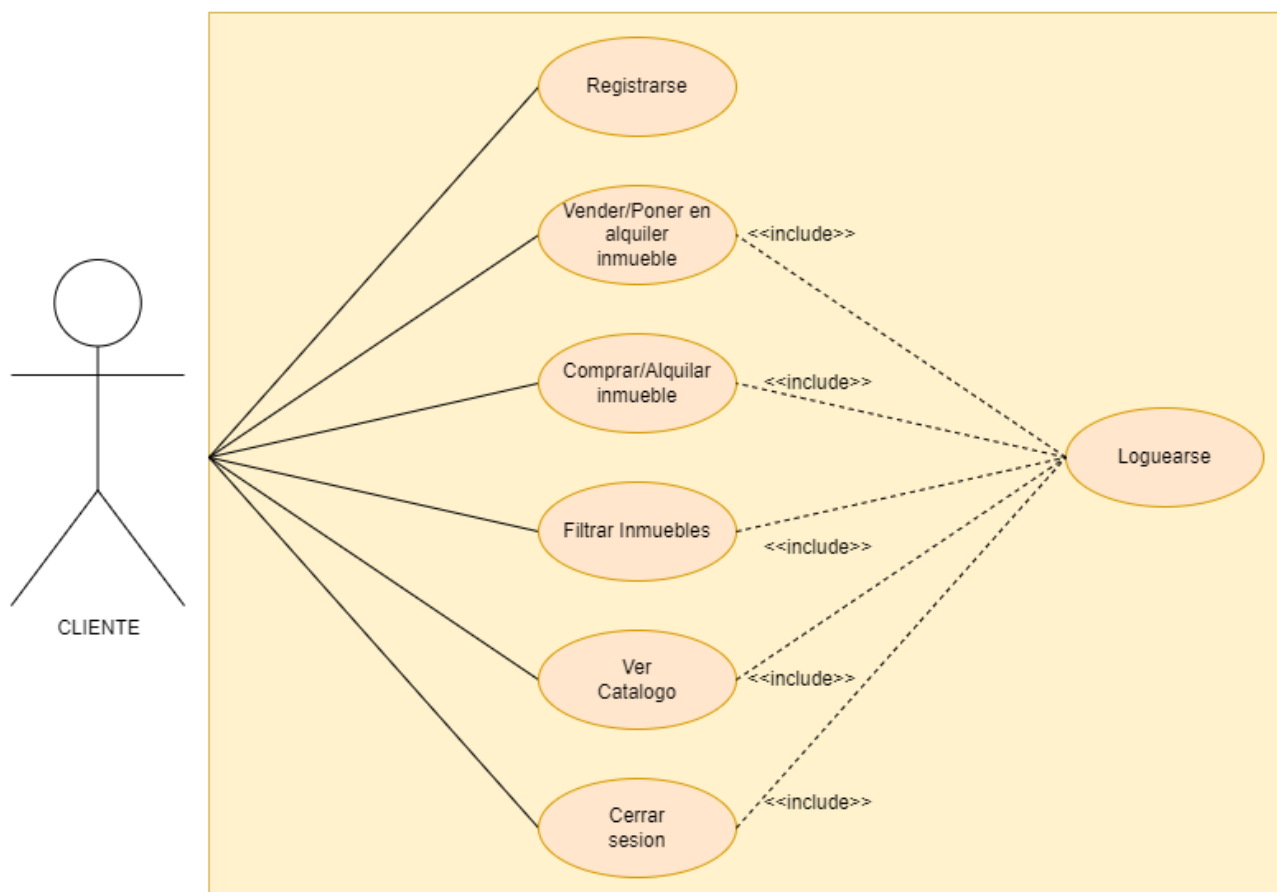 Registrarse
Vender/Poner en
alquiler
inmueble
<<include>>
Comprar/Alquilar
inmueble
<<include>>
Loguearse
Filtrar Inmuebles
<<include>>
CLIENTE
Ver
Catalogo
<<include>>
Cerrar
sesion
<<include>>